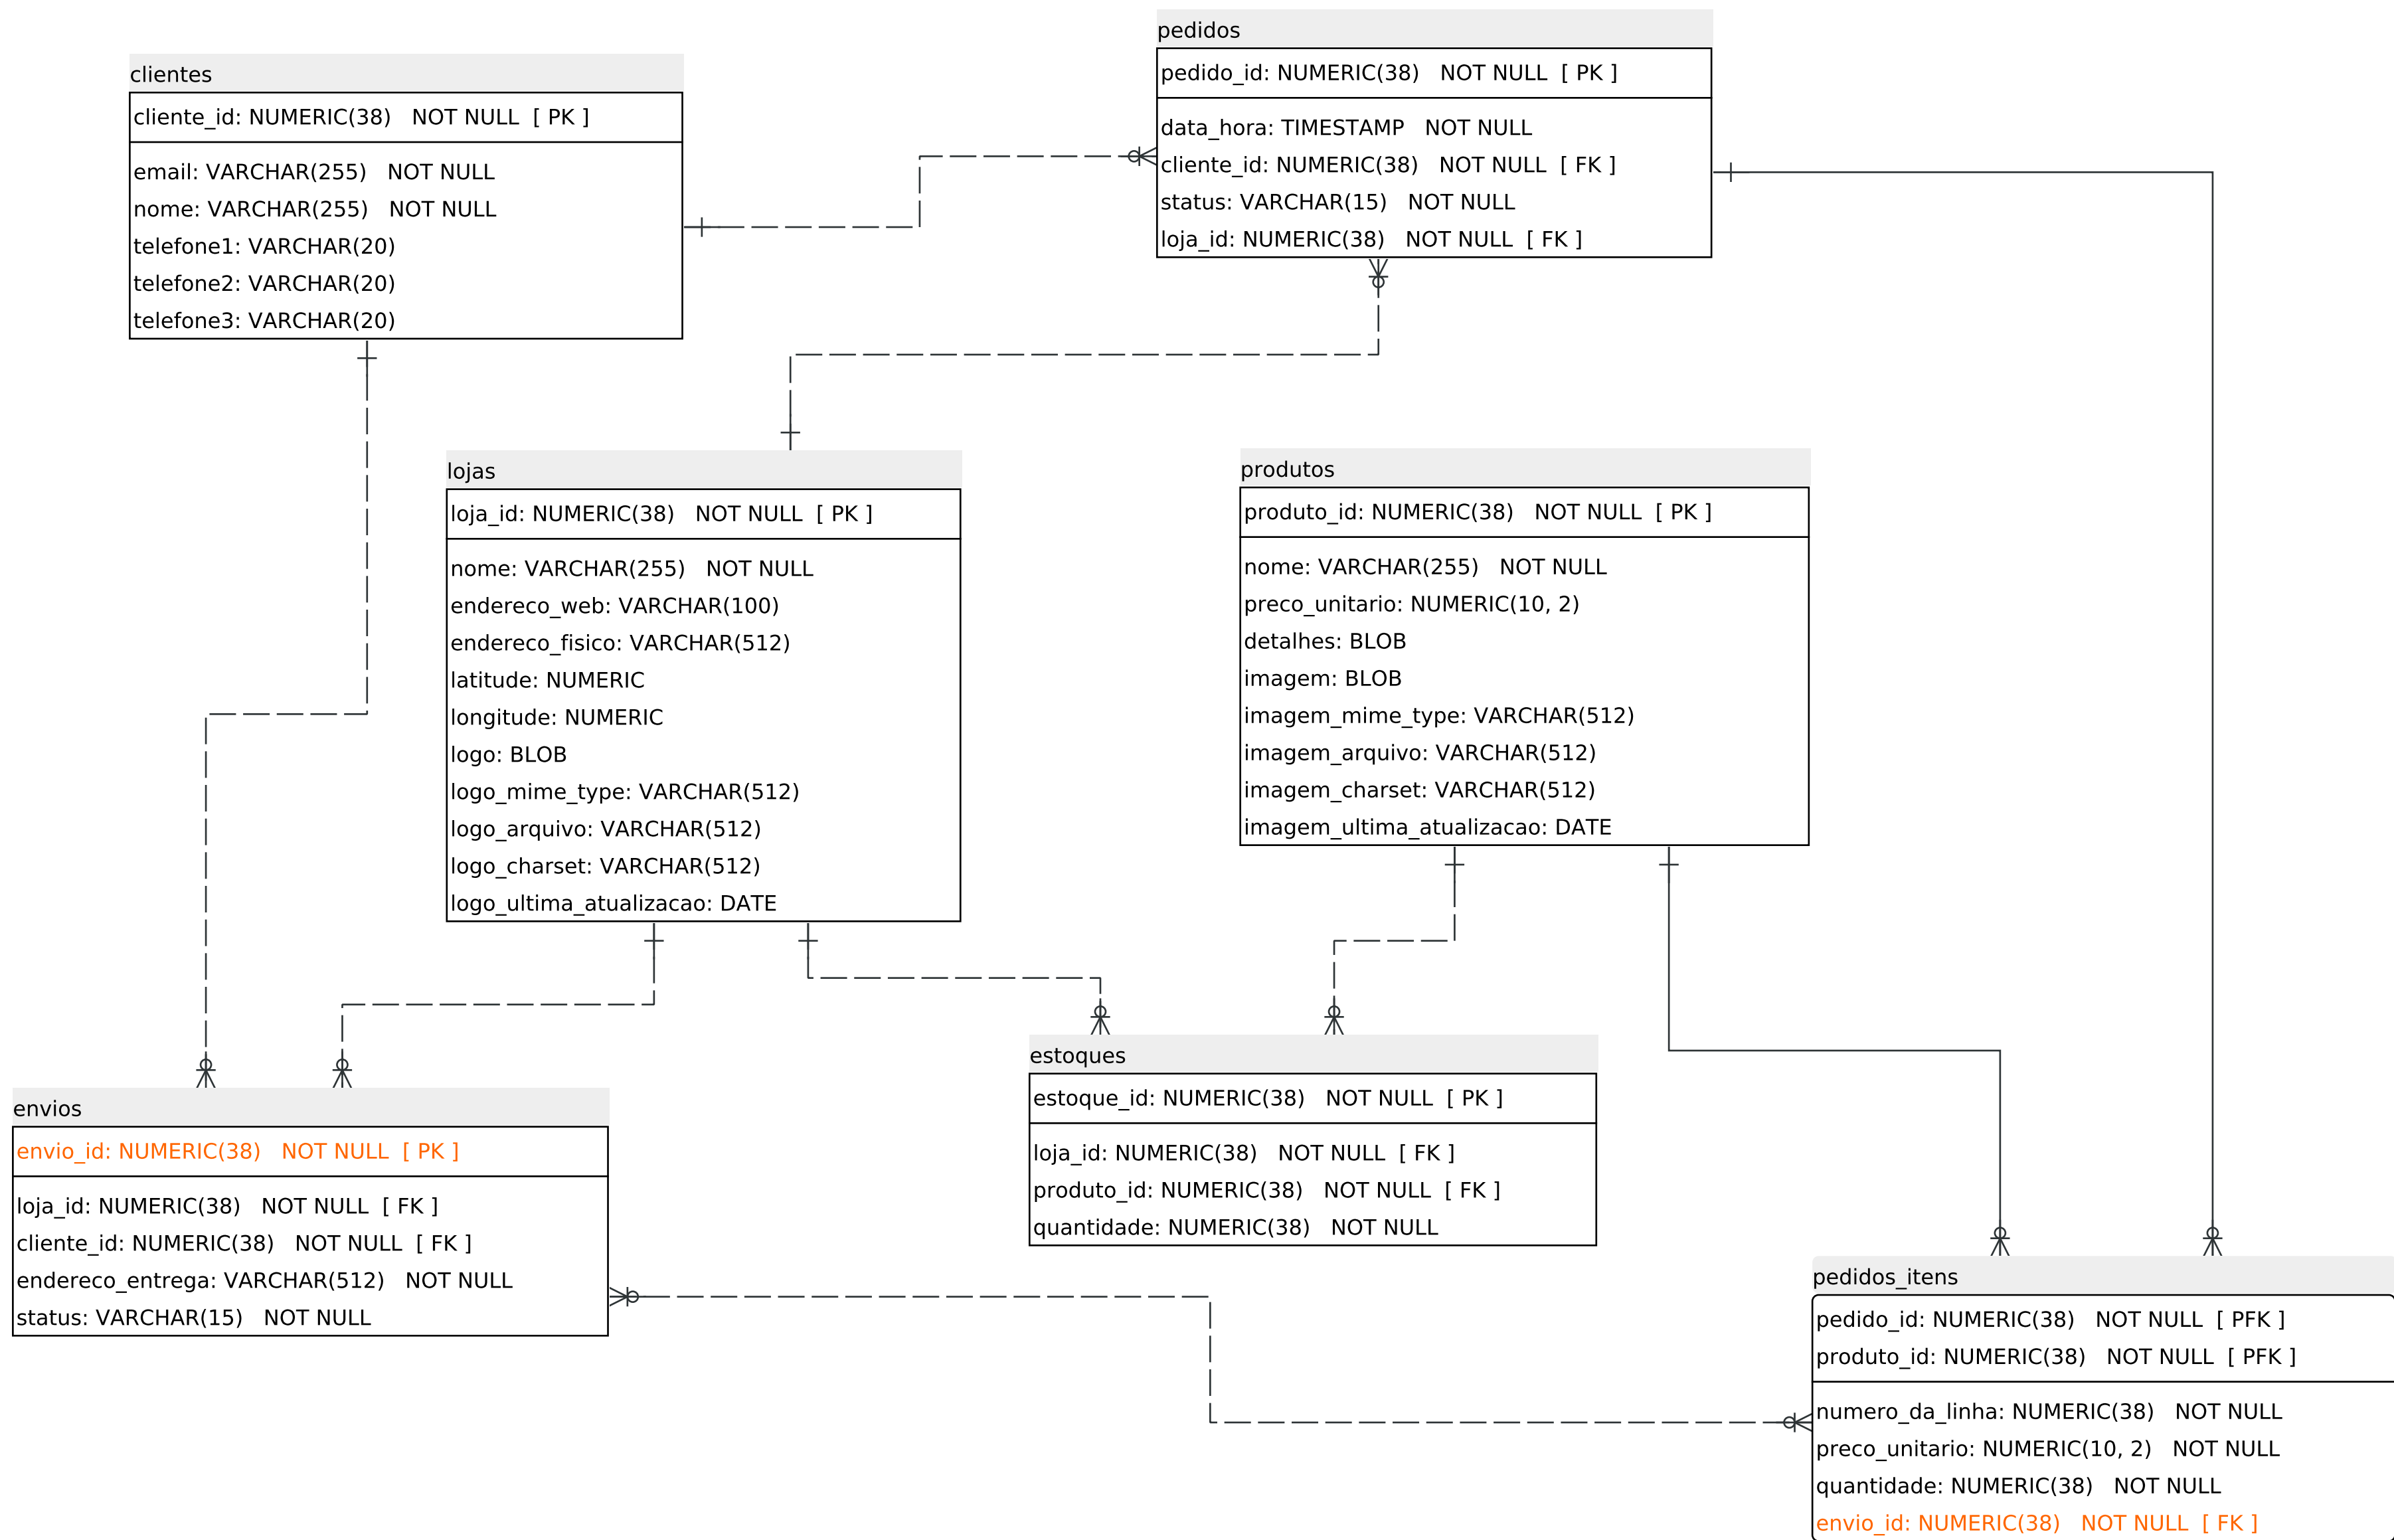 pedidos
pedido_id: NUMERIC(38) NOT NULL [ PK ]
data_hora: TIMESTAMP NOT NULL
cliente_id: NUMERIC(38) NOT NULL [ FK ]
status: VARCHAR(15) NOT NULL
loja_id: NUMERIC(38) NOT NULL [ FK ]
clientes
cliente_id: NUMERIC(38) NOT NULL [ PK ]
email: VARCHAR(255) NOT NULL
nome: VARCHAR(255) NOT NULL
telefone1: VARCHAR(20)
telefone2: VARCHAR(20)
telefone3: VARCHAR(20)
lojas
loja_id: NUMERIC(38) NOT NULL [ PK ]
nome: VARCHAR(255) NOT NULL
endereco_web: VARCHAR(100)
endereco_fisico: VARCHAR(512)
latitude: NUMERIC
longitude: NUMERIC
logo: BLOB
logo_mime_type: VARCHAR(512)
logo_arquivo: VARCHAR(512)
logo_charset: VARCHAR(512)
logo_ultima_atualizacao: DATE
produtos
produto_id: NUMERIC(38) NOT NULL [ PK ]
nome: VARCHAR(255) NOT NULL
preco_unitario: NUMERIC(10, 2)
detalhes: BLOB
imagem: BLOB
imagem_mime_type: VARCHAR(512)
imagem_arquivo: VARCHAR(512)
imagem_charset: VARCHAR(512)
imagem_ultima_atualizacao: DATE
estoques
estoque_id: NUMERIC(38) NOT NULL [ PK ]
loja_id: NUMERIC(38) NOT NULL [ FK ]
produto_id: NUMERIC(38) NOT NULL [ FK ]
quantidade: NUMERIC(38) NOT NULL
envios
envio_id: NUMERIC(38) NOT NULL [ PK ]
loja_id: NUMERIC(38) NOT NULL [ FK ]
cliente_id: NUMERIC(38) NOT NULL [ FK ]
endereco_entrega: VARCHAR(512) NOT NULL
status: VARCHAR(15) NOT NULL
pedidos_itens
pedido_id: NUMERIC(38) NOT NULL [ PFK ]
produto_id: NUMERIC(38) NOT NULL [ PFK ]
numero_da_linha: NUMERIC(38) NOT NULL
preco_unitario: NUMERIC(10, 2) NOT NULL
quantidade: NUMERIC(38) NOT NULL
envio_id: NUMERIC(38) NOT NULL [ FK ]